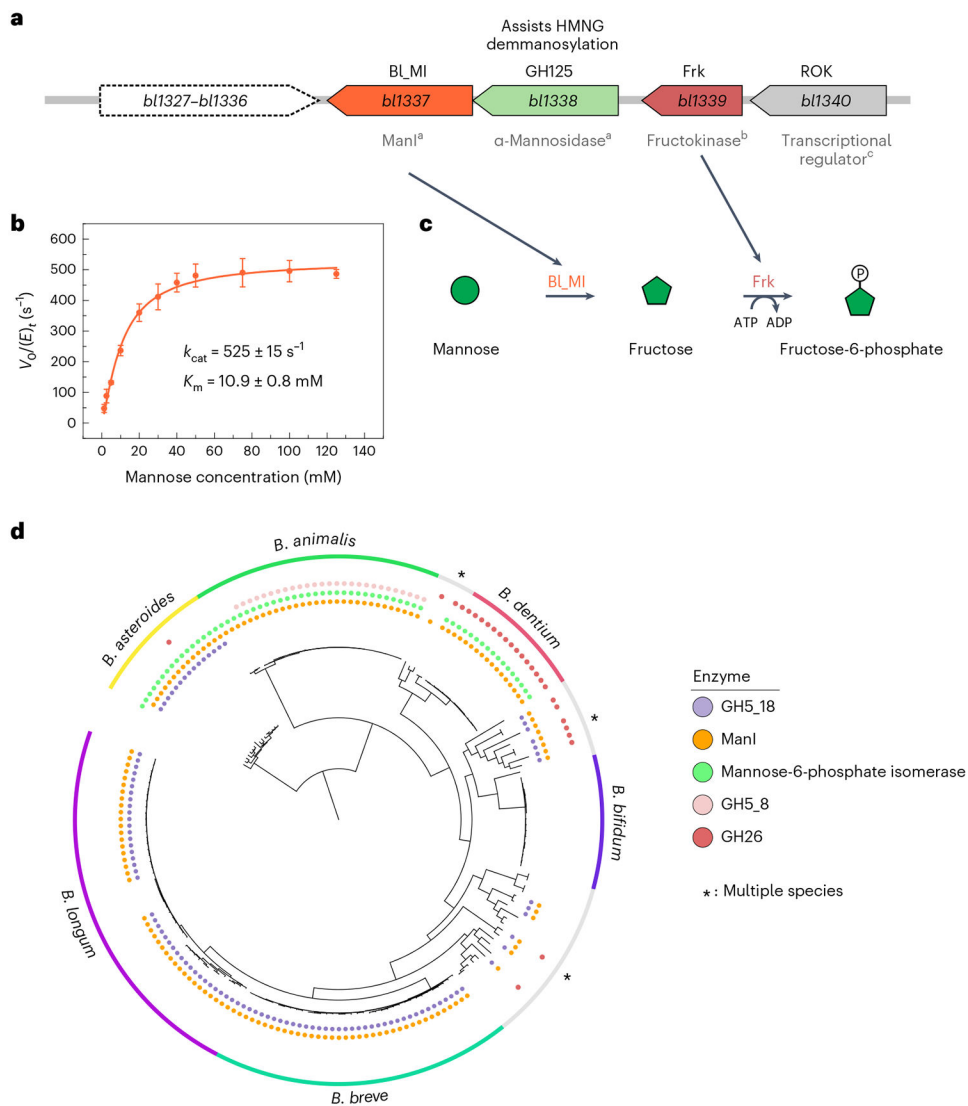 a
Assists HMNG
demmanosylation
Bl_MI
GH125
Frk
ROK
bl1327–bl1336
bl1337
bl1338
bl1339
bl1340
ManIᵃ
α-Mannosidaseᵃ
Fructokinaseᵇ
Transcriptional
regulatorᶜ
b
600
500
400
300
200
100
0
V₀/(E)ₜ (s⁻¹)
kcat = 525 ± 15 s⁻¹
Km = 10.9 ± 0.8 mM
0 20 40 60 80 100 120 140
Mannose concentration (mM)
c
P
Bl_MI
Frk
ATP ADP
Mannose
Fructose
Fructose-6-phosphate
d
B. animalis
*
B. dentium
B. asteroides
*
B. bifidum
B. longum
*
B. breve
Enzyme
GH5_18
ManI
Mannose-6-phosphate isomerase
GH5_8
GH26
*: Multiple species